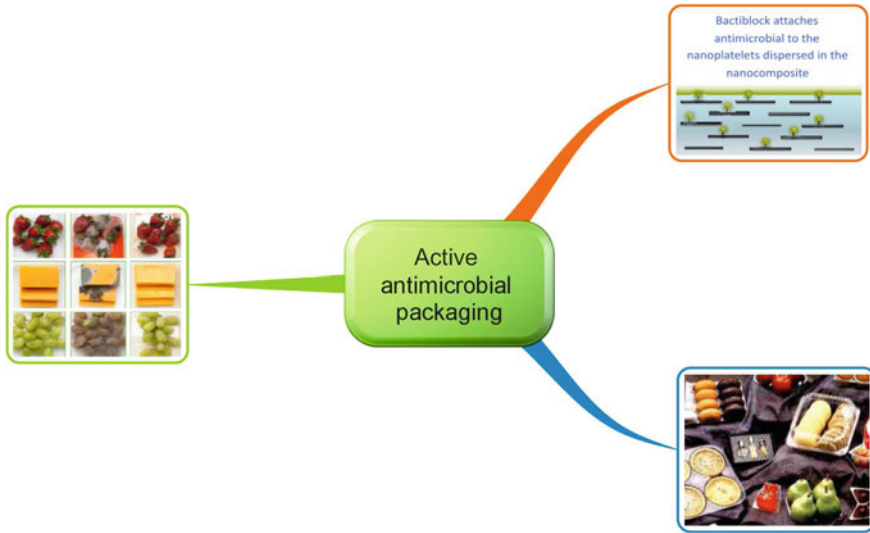 Bactiblock attaches
antimicrobial to the
nanoplatelets dispersed in the
nanocomposite
Active
antimicrobial
packaging